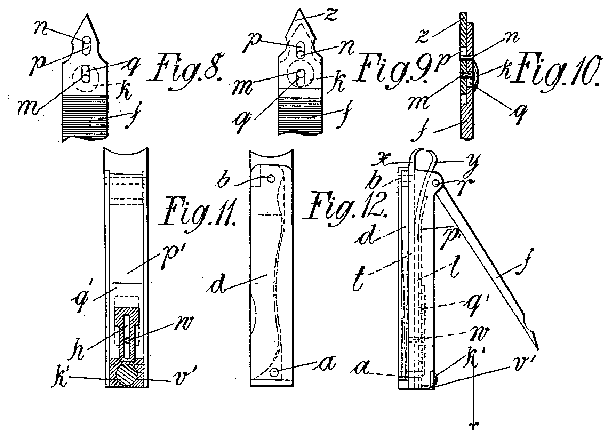 n
p
q
m
k
f
Fig.8.
z
p
n
m
k
q
f
Fig.9.
z
n
p
k
m
q
f
Fig.10.
p'
q'
h
w
k'
v'
Fig.11.
b
d
a
Fig.12.
x
y
b
r
d
p
t
l
f
q'
w
a
k'
v'